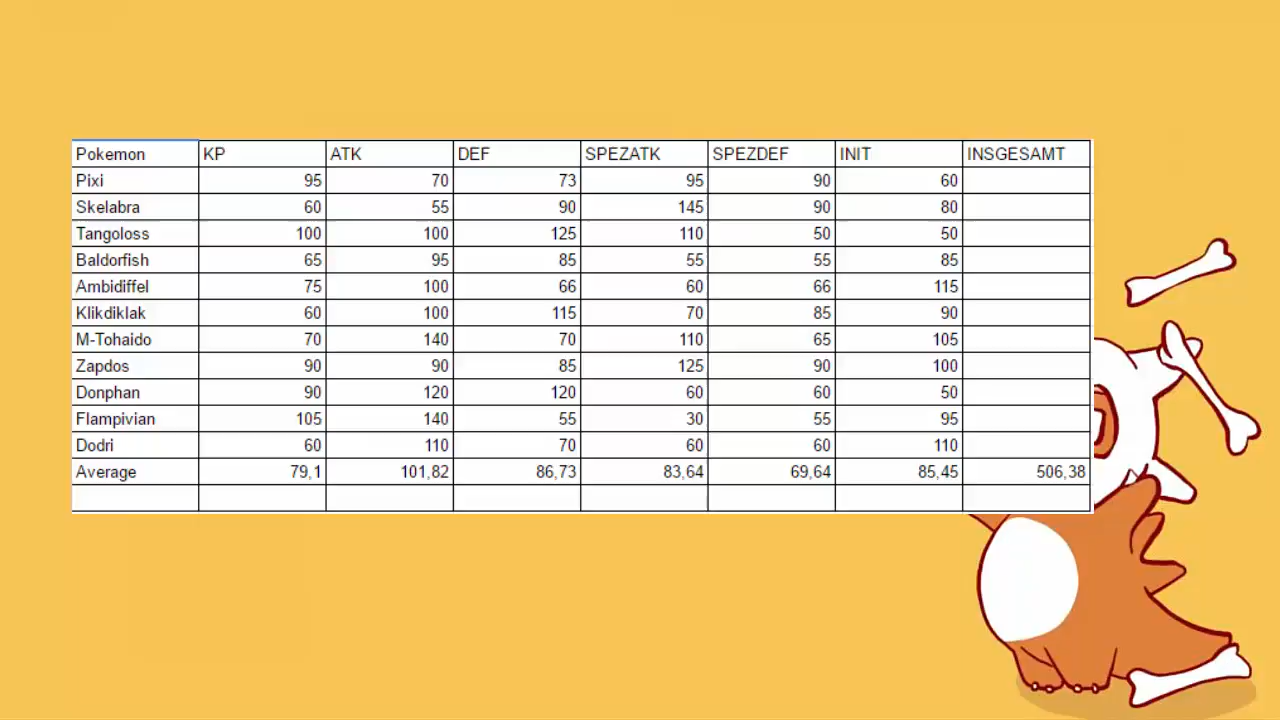 Pokemon KP ATK DEF SPEZATK SPEZDEF INIT INSGESAMT
Pixi 95 70 73 95 90 60
Skelabra 60 55 90 145 90 80
Tangoloss 100 100 125 110 50 50
Baldorfish 65 95 85 55 55 85
Ambidiffel 75 100 66 60 66 115
Klikdiklak 60 100 115 70 85 90
M-Tohaido 70 140 70 110 65 105
Zapdos 90 90 85 125 90 100
Donphan 90 120 120 60 60 50
Flampivian 105 140 55 30 55 95
Dodri 60 110 70 60 60 110
Average 79,1 101,82 86,73 83,64 69,64 85,45 506,38